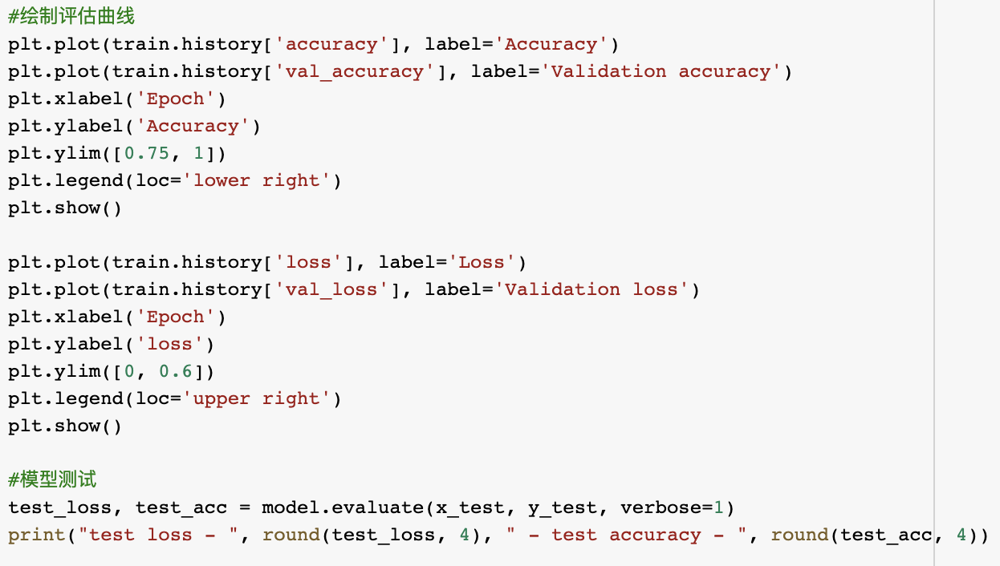 #绘制评估曲线
plt.plot(train.history['accuracy'], label='Accuracy')
plt.plot(train.history['val_accuracy'], label='Validation accuracy')
plt.xlabel('Epoch')
plt.ylabel('Accuracy')
plt.ylim([0.75, 1])
plt.legend(loc='lower right')
plt.show()
plt.plot(train.history['loss'], label='Loss')
plt.plot(train.history['val_loss'], label='Validation loss')
plt.xlabel('Epoch')
plt.ylabel('loss')
plt.ylim([0, 0.6])
plt.legend(loc='upper right')
plt.show()
#模型测试
test_loss, test_acc = model.evaluate(x_test, y_test, verbose=1)
print("test loss - ", round(test_loss, 4), " - test accuracy - ", round(test_acc, 4))